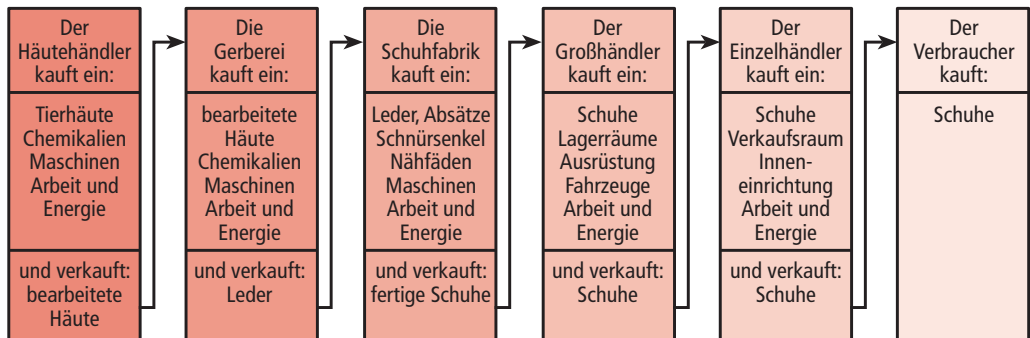 Der
Häutehändler
kauft ein:
Tierhäute
Chemikalien
Maschinen
Arbeit und
Energie
und verkauft:
bearbeitete
Häute
Die
Gerberei
kauft ein:
bearbeitete
Häute
Chemikalien
Maschinen
Arbeit und
Energie
und verkauft:
Leder
Die
Schuhfabrik
kauft ein:
Leder, Absätze
Schnürsenkel
Nähfäden
Maschinen
Arbeit und
Energie
und verkauft:
fertige Schuhe
Der
Großhändler
kauft ein:
Schuhe
Lagerräume
Ausrüstung
Fahrzeuge
Arbeit und
Energie
und verkauft:
Schuhe
Der
Einzelhändler
kauft ein:
Schuhe
Verkaufsraum
Innen-
einrichtung
Arbeit und
Energie
und verkauft:
Schuhe
Der
Verbraucher
kauft:
Schuhe